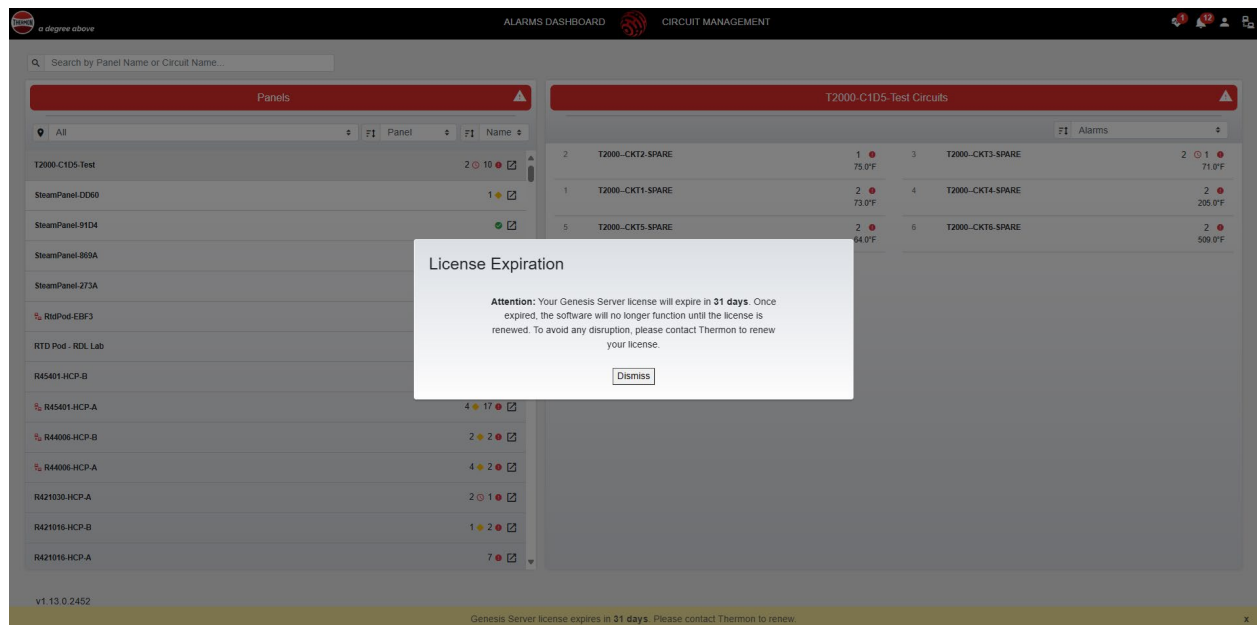 THERMON a degree above
ALARMS DASHBOARD
CIRCUIT MANAGEMENT
1
12
Search by Panel Name or Circuit Name...
Panels
All
Panel
Name
T2000-C1D5-Test 2 10
SteamPanel-DD60 1
SteamPanel-91D4
SteamPanel-869A
SteamPanel-273A
RtdPod-EBF3
RTD Pod - RDL Lab
R45401-HCP-B
R45401-HCP-A 4 17
R44006-HCP-B 2 2
R44006-HCP-A 4 2
R421030-HCP-A 2 1
R421016-HCP-B 1 2
R421016-HCP-A 7
T2000-C1D5-Test Circuits
Alarms
2 T2000--CKT2-SPARE 1
75.0°F
3 T2000--CKT3-SPARE 2 1
71.0°F
1 T2000--CKT1-SPARE 2
73.0°F
4 T2000--CKT4-SPARE 2
205.0°F
5 T2000--CKT5-SPARE 2
64.0°F
6 T2000--CKT6-SPARE 2
509.0°F
License Expiration
Attention: Your Genesis Server license will expire in 31 days. Once
expired, the software will no longer function until the license is
renewed. To avoid any disruption, please contact Thermon to renew
your license.
Dismiss
v1.13.0.2452
Genesis Server license expires in 31 days. Please contact Thermon to renew.
x